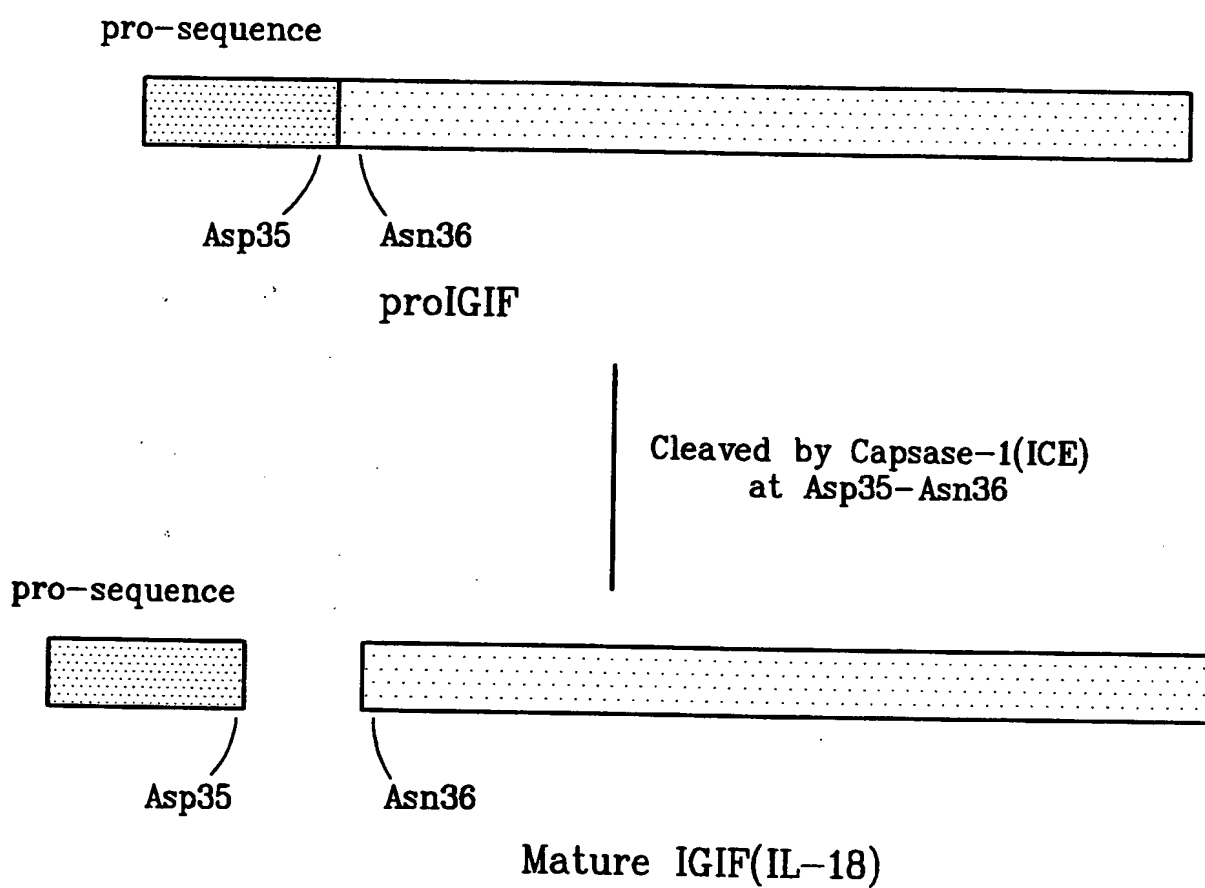 pro-sequence
Asp35
Asn36
proIGIF
Cleaved by Capsase-1(ICE)
at Asp35-Asn36
pro-sequence
Asp35
Asn36
Mature IGIF(IL-18)